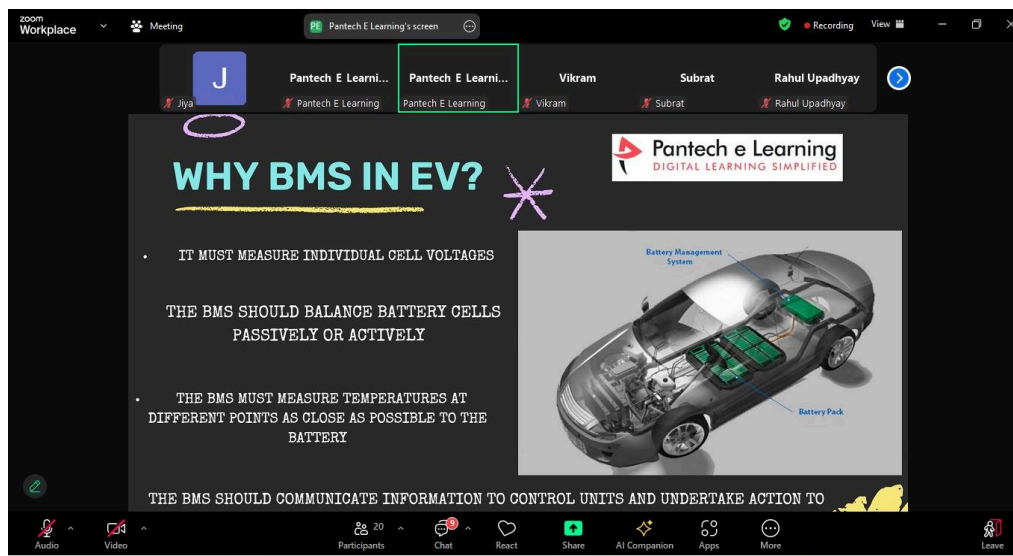 zoom
Workplace
Meeting
PE Pantech E Learning's screen
Recording
View
J
Jiya
Pantech E Learni...
Pantech E Learning
Pantech E Learni...
Pantech E Learning
Vikram
Vikram
Subrat
Subrat
Rahul Upadhyay
Rahul Upadhyay
WHY BMS IN EV?
Pantech e Learning
DIGITAL LEARNING SIMPLIFIED
• IT MUST MEASURE INDIVIDUAL CELL VOLTAGES
THE BMS SHOULD BALANCE BATTERY CELLS
PASSIVELY OR ACTIVELY
• THE BMS MUST MEASURE TEMPERATURES AT
DIFFERENT POINTS AS CLOSE AS POSSIBLE TO THE
BATTERY
Battery Management
System
Battery Pack
THE BMS SHOULD COMMUNICATE INFORMATION TO CONTROL UNITS AND UNDERTAKE ACTION TO
Audio
Video
20
Participants
9
Chat
React
Share
AI Companion
Apps
More
Leave